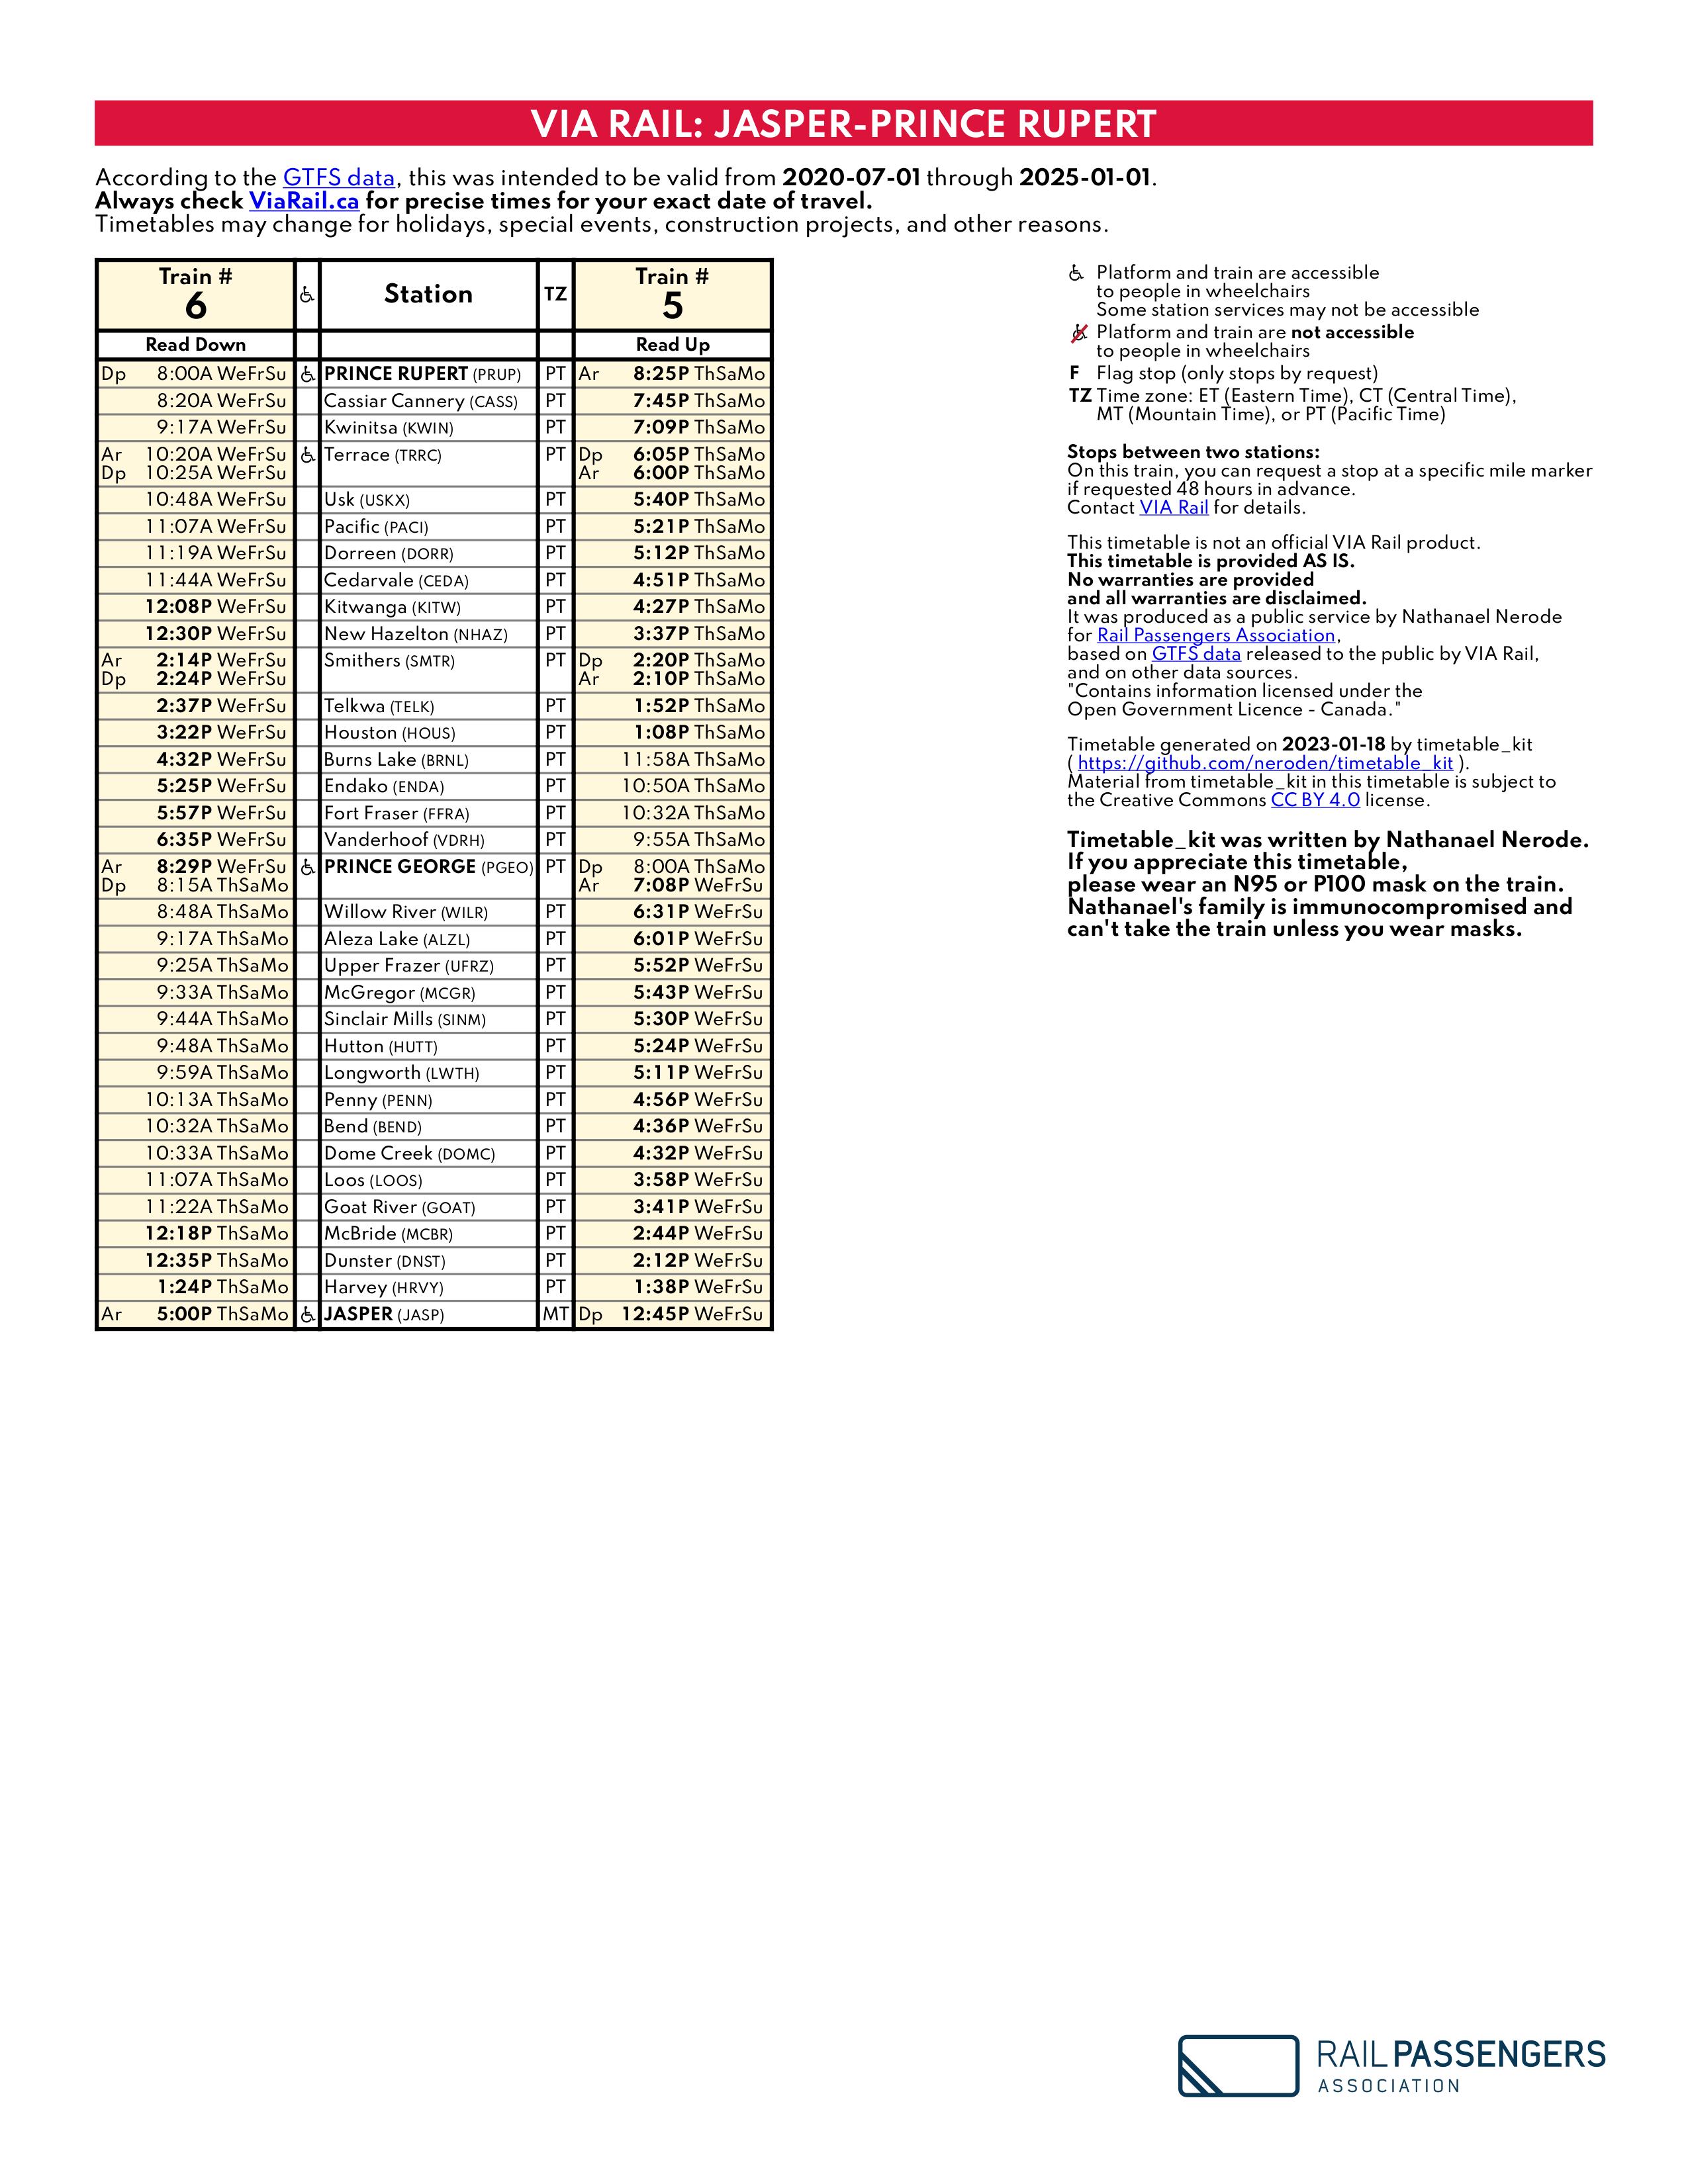 VIA RAIL: JASPER-PRINCE RUPERT
According to the GTFS data, this was intended to be valid from 2020-07-01 through 2025-01-01.
Always check ViaRail.ca for precise times for your exact date of travel.
Timetables may change for holidays, special events, construction projects, and other reasons.
Train # 6 Station TZ Train # 5
Read Down Read Up
Dp 8:00A WeFrSu PRINCE RUPERT (PRUP) PT Ar 8:25P ThSaMo
8:20A WeFrSu Cassiar Cannery (CASS) PT 7:45P ThSaMo
9:17A WeFrSu Kwinitsa (KWIN) PT 7:09P ThSaMo
Ar 10:20A WeFrSu Terrace (TRRC) PT Dp 6:05P ThSaMo
Dp 10:25A WeFrSu Ar 6:00P ThSaMo
10:48A WeFrSu Usk (USKX) PT 5:40P ThSaMo
11:07A WeFrSu Pacific (PACI) PT 5:21P ThSaMo
11:19A WeFrSu Dorreen (DORR) PT 5:12P ThSaMo
11:44A WeFrSu Cedarvale (CEDA) PT 4:51P ThSaMo
12:08P WeFrSu Kitwanga (KITW) PT 4:27P ThSaMo
12:30P WeFrSu New Hazelton (NHAZ) PT 3:37P ThSaMo
Ar 2:14P WeFrSu Smithers (SMTR) PT Dp 2:20P ThSaMo
Dp 2:24P WeFrSu Ar 2:10P ThSaMo
2:37P WeFrSu Telkwa (TELK) PT 1:52P ThSaMo
3:22P WeFrSu Houston (HOUS) PT 1:08P ThSaMo
4:32P WeFrSu Burns Lake (BRNL) PT 11:58A ThSaMo
5:25P WeFrSu Endako (ENDA) PT 10:50A ThSaMo
5:57P WeFrSu Fort Fraser (FFRA) PT 10:32A ThSaMo
6:35P WeFrSu Vanderhoof (VDRH) PT 9:55A ThSaMo
Ar 8:29P WeFrSu PRINCE GEORGE (PGEO) PT Dp 8:00A ThSaMo
Dp 8:15A ThSaMo Ar 7:08P WeFrSu
8:48A ThSaMo Willow River (WILR) PT 6:31P WeFrSu
9:17A ThSaMo Aleza Lake (ALZL) PT 6:01P WeFrSu
9:25A ThSaMo Upper Frazer (UFRZ) PT 5:52P WeFrSu
9:33A ThSaMo McGregor (MCGR) PT 5:43P WeFrSu
9:44A ThSaMo Sinclair Mills (SINM) PT 5:30P WeFrSu
9:48A ThSaMo Hutton (HUTT) PT 5:24P WeFrSu
9:59A ThSaMo Longworth (LWTH) PT 5:11P WeFrSu
10:13A ThSaMo Penny (PENN) PT 4:56P WeFrSu
10:32A ThSaMo Bend (BEND) PT 4:36P WeFrSu
10:33A ThSaMo Dome Creek (DOMC) PT 4:32P WeFrSu
11:07A ThSaMo Loos (LOOS) PT 3:58P WeFrSu
11:22A ThSaMo Goat River (GOAT) PT 3:41P WeFrSu
12:18P ThSaMo McBride (MCBR) PT 2:44P WeFrSu
12:35P ThSaMo Dunster (DNST) PT 2:12P WeFrSu
1:24P ThSaMo Harvey (HRVY) PT 1:38P WeFrSu
Ar 5:00P ThSaMo JASPER (JASP) MT Dp 12:45P WeFrSu
Platform and train are accessible
to people in wheelchairs
Some station services may not be accessible
Platform and train are not accessible
to people in wheelchairs
F Flag stop (only stops by request)
TZ Time zone: ET (Eastern Time), CT (Central Time),
MT (Mountain Time), or PT (Pacific Time)
Stops between two stations:
On this train, you can request a stop at a specific mile marker
if requested 48 hours in advance.
Contact VIA Rail for details.
This timetable is not an official VIA Rail product.
This timetable is provided AS IS.
No warranties are provided
and all warranties are disclaimed.
It was produced as a public service by Nathanael Nerode
for Rail Passengers Association,
based on GTFS data released to the public by VIA Rail,
and on other data sources.
"Contains information licensed under the
Open Government Licence - Canada."
Timetable generated on 2023-01-18 by timetable_kit
( https://github.com/neroden/timetable_kit ).
Material from timetable_kit in this timetable is subject to
the Creative Commons CC BY 4.0 license.
Timetable_kit was written by Nathanael Nerode.
If you appreciate this timetable,
please wear an N95 or P100 mask on the train.
Nathanael's family is immunocompromised and
can't take the train unless you wear masks.
RAIL PASSENGERS
ASSOCIATION